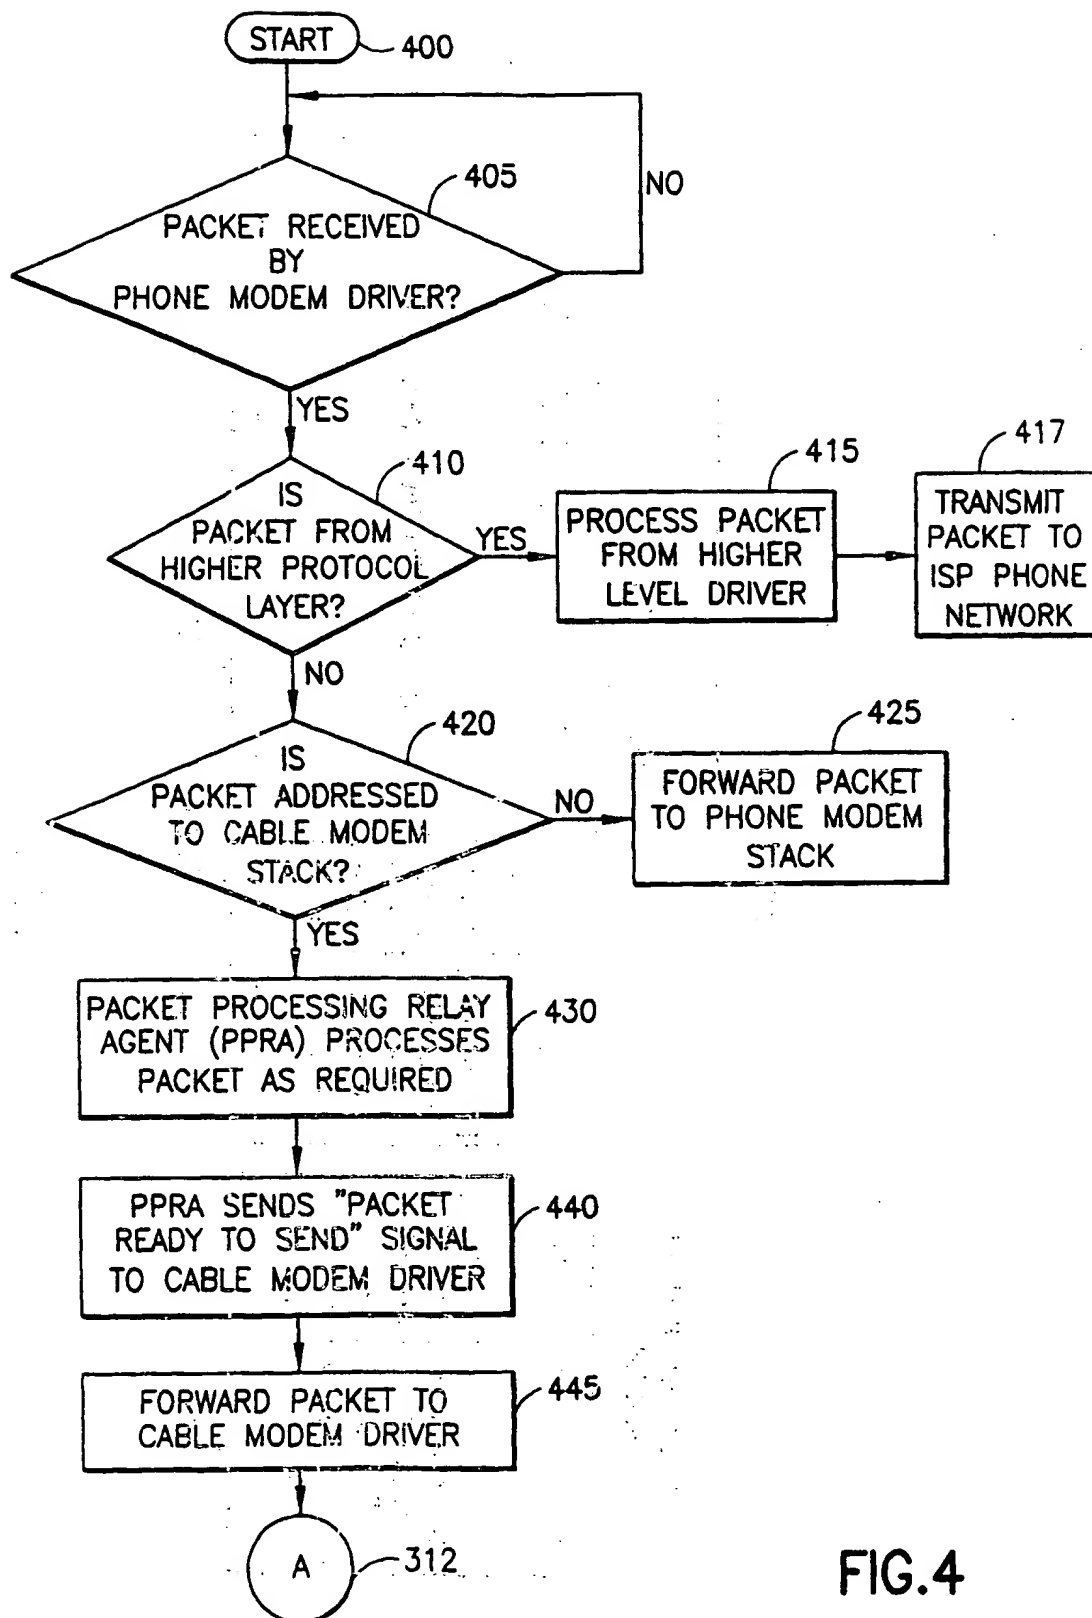 START
400
405
NO
PACKET RECEIVED
BY
PHONE MODEM DRIVER?
YES
410
IS
PACKET FROM
HIGHER PROTOCOL
LAYER?
YES
415
PROCESS PACKET
FROM HIGHER
LEVEL DRIVER
417
TRANSMIT
PACKET TO
ISP PHONE
NETWORK
NO
420
IS
PACKET ADDRESSED
TO CABLE MODEM
STACK?
NO
425
FORWARD PACKET
TO PHONE MODEM
STACK
YES
PACKET PROCESSING RELAY
AGENT (PPRA) PROCESSES
PACKET AS REQUIRED
430
PPRA SENDS "PACKET
READY TO SEND" SIGNAL
TO CABLE MODEM DRIVER
440
FORWARD PACKET TO
CABLE MODEM DRIVER
445
A
312
FIG.4